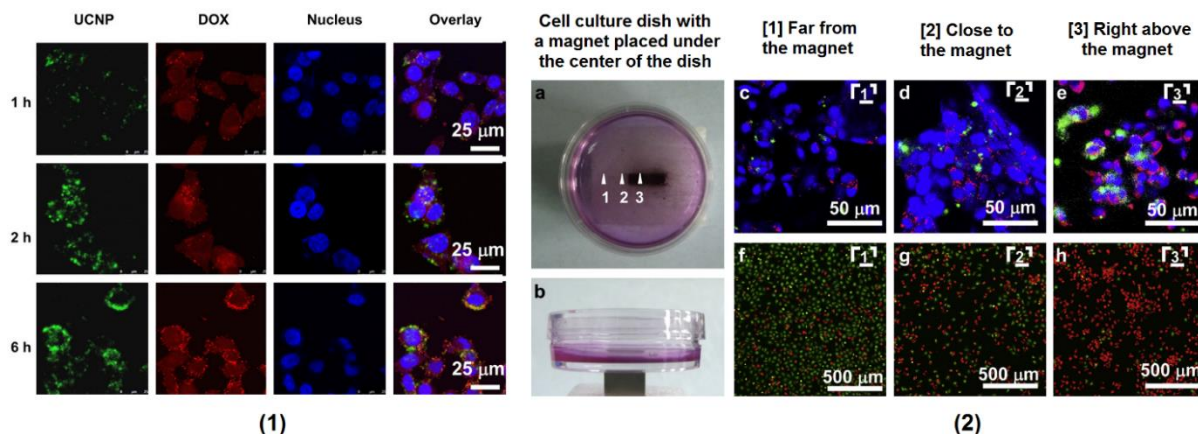 UCNP DOX Nucleus Overlay
1 h
25 µm
2 h
25 µm
6 h
25 µm
(1)
Cell culture dish with
a magnet placed under
the center of the dish
[1] Far from
the magnet
[2] Close to
the magnet
[3] Right above
the magnet
a
1 2 3
b
c
1
50 µm
d
2
50 µm
e
3
50 µm
f
1
500 µm
g
2
500 µm
h
3
500 µm
(2)